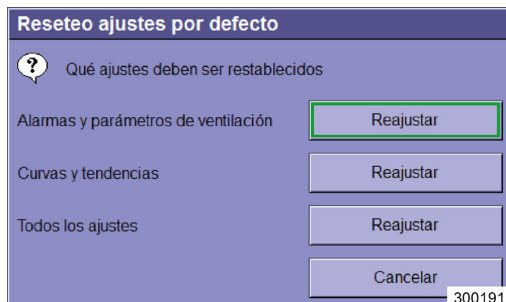 Reseteo ajustes por defecto
? Qué ajustes deben ser restablecidos
Alarmas y parámetros de ventilación Reajustar
Curvas y tendencias Reajustar
Todos los ajustes Reajustar
Cancelar
300191